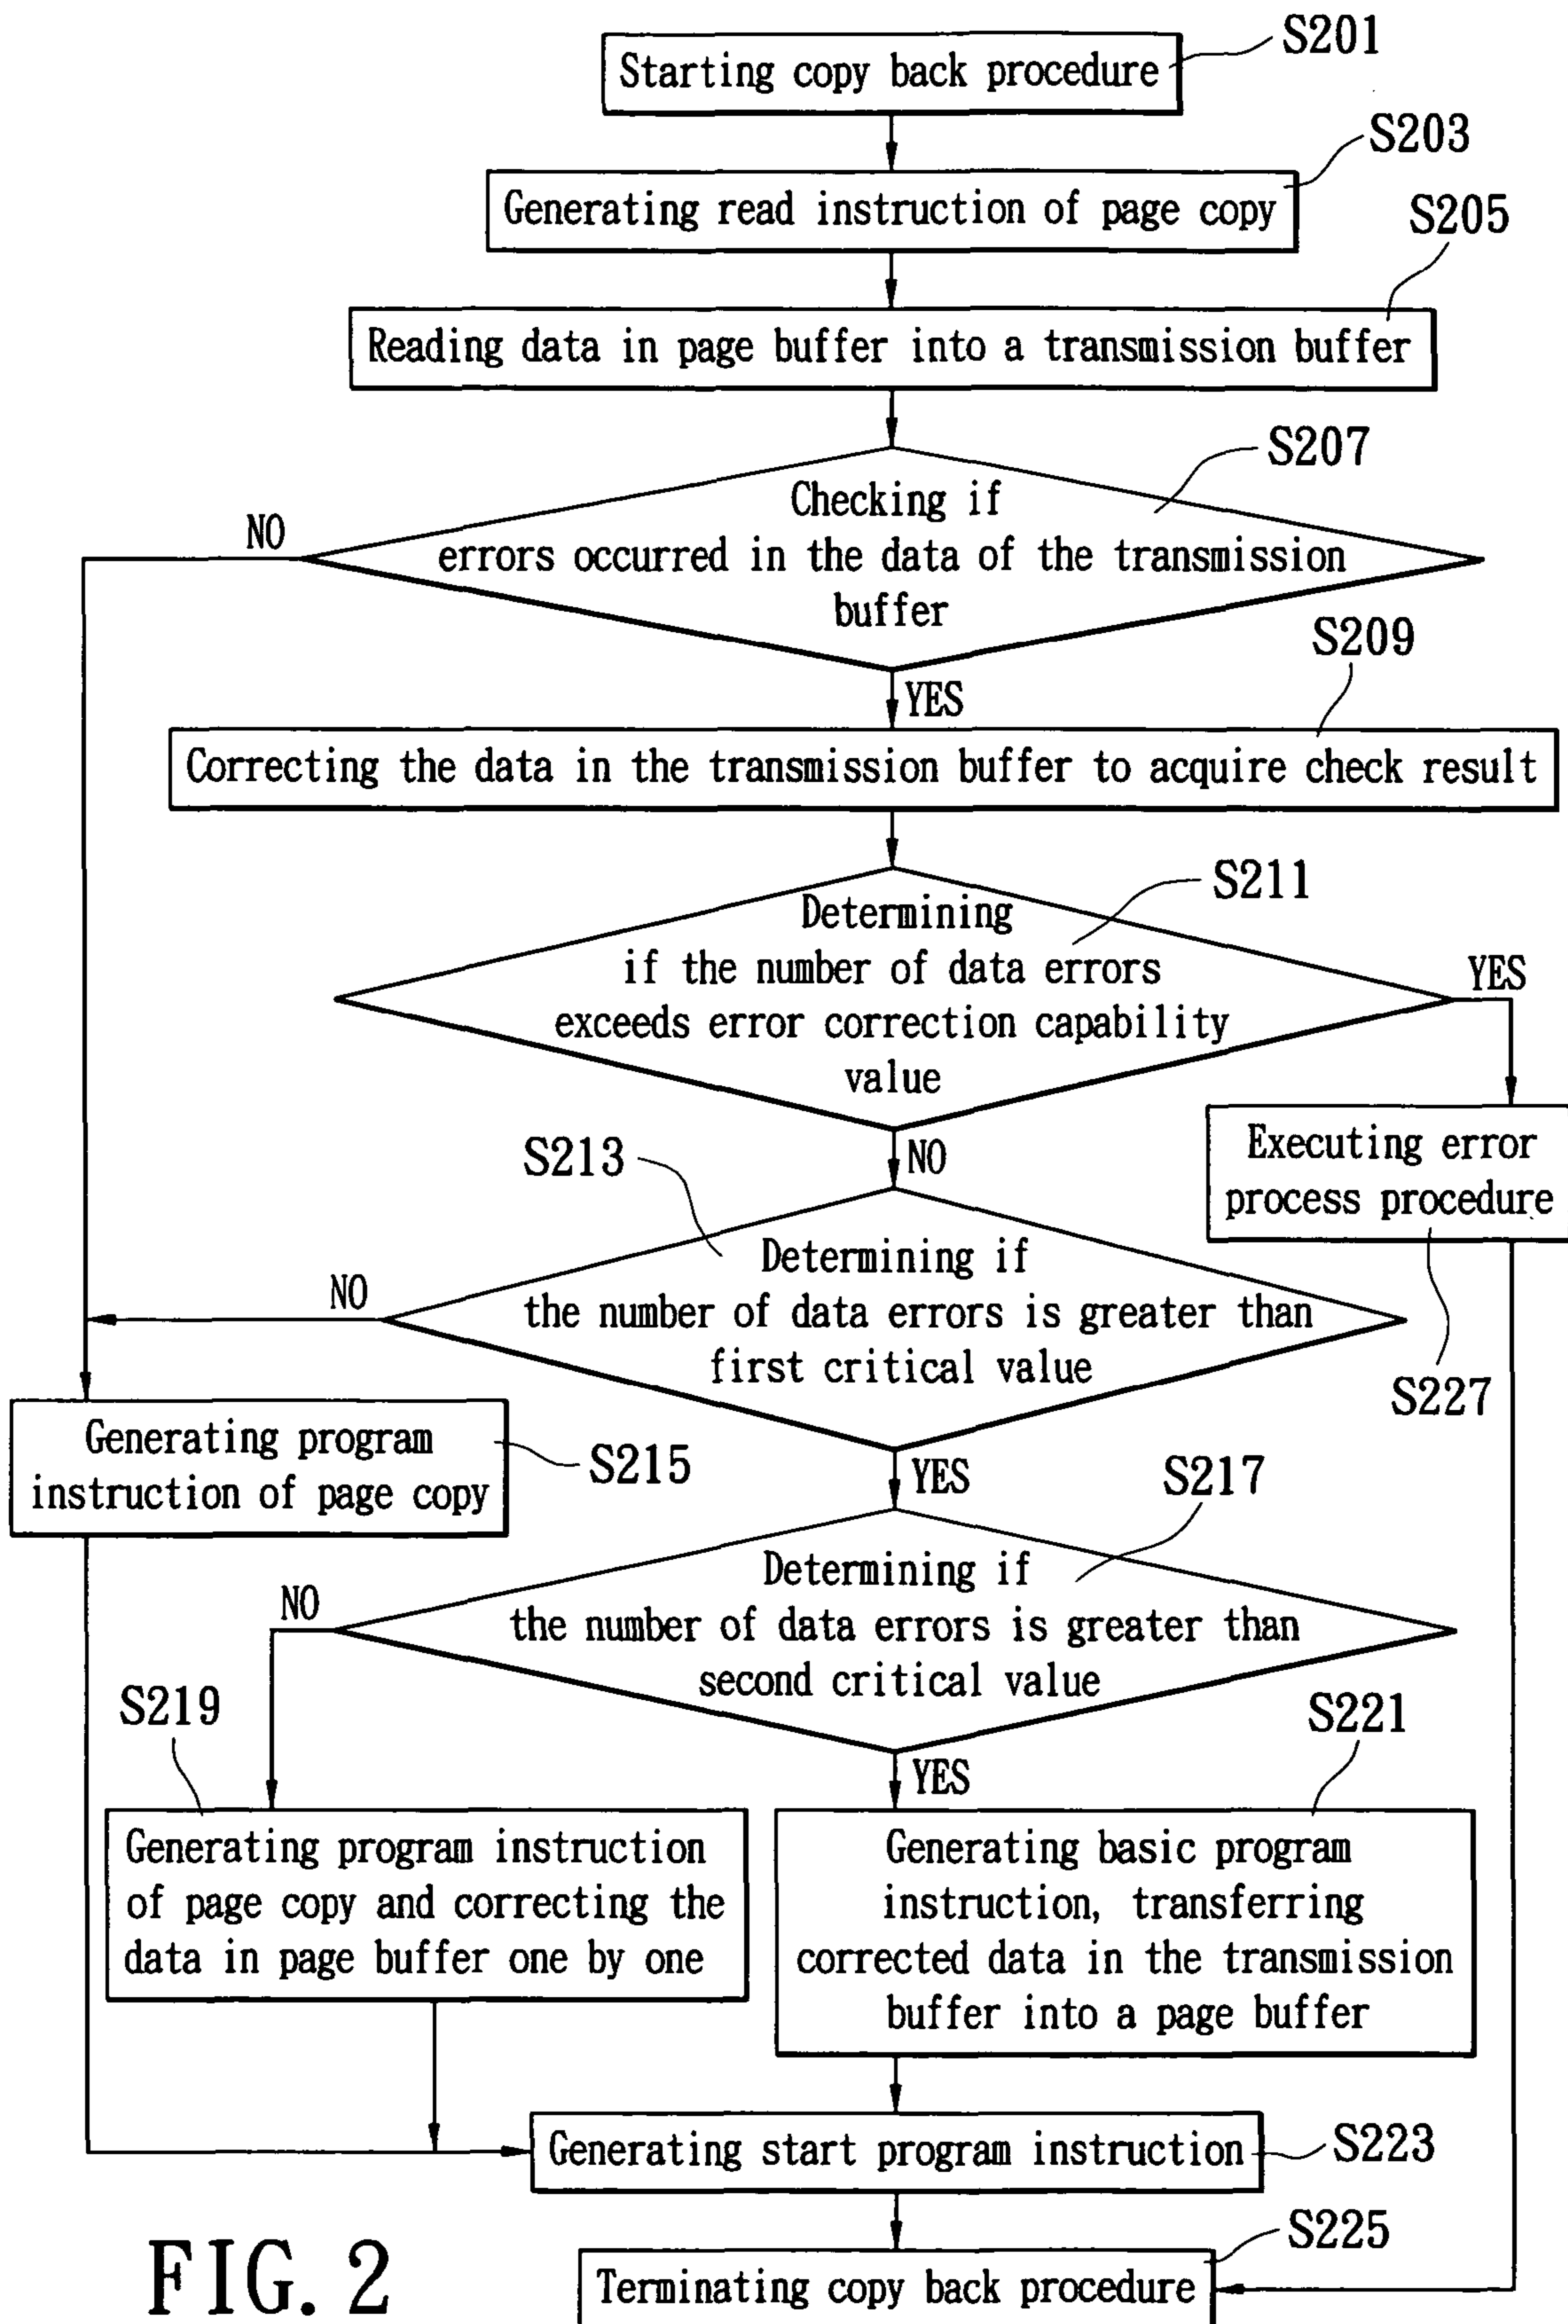 S201
Starting copy back procedure
S203
Generating read instruction of page copy
S205
Reading data in page buffer into a transmission buffer
S207
Checking if
errors occurred in the data of the transmission
buffer
NO
YES
S209
Correcting the data in the transmission buffer to acquire check result
S211
Determining
if the number of data errors
exceeds error correction capability
value
YES
NO
Executing error
process procedure
S227
S213
Determining if
the number of data errors is greater than
first critical value
NO
YES
Generating program
instruction of page copy
S215
S217
Determining if
the number of data errors is greater than
second critical value
NO
YES
S219
Generating program instruction
of page copy and correcting the
data in page buffer one by one
S221
Generating basic program
instruction, transferring
corrected data in the transmission
buffer into a page buffer
Generating start program instruction
S223
S225
Terminating copy back procedure
FIG. 2